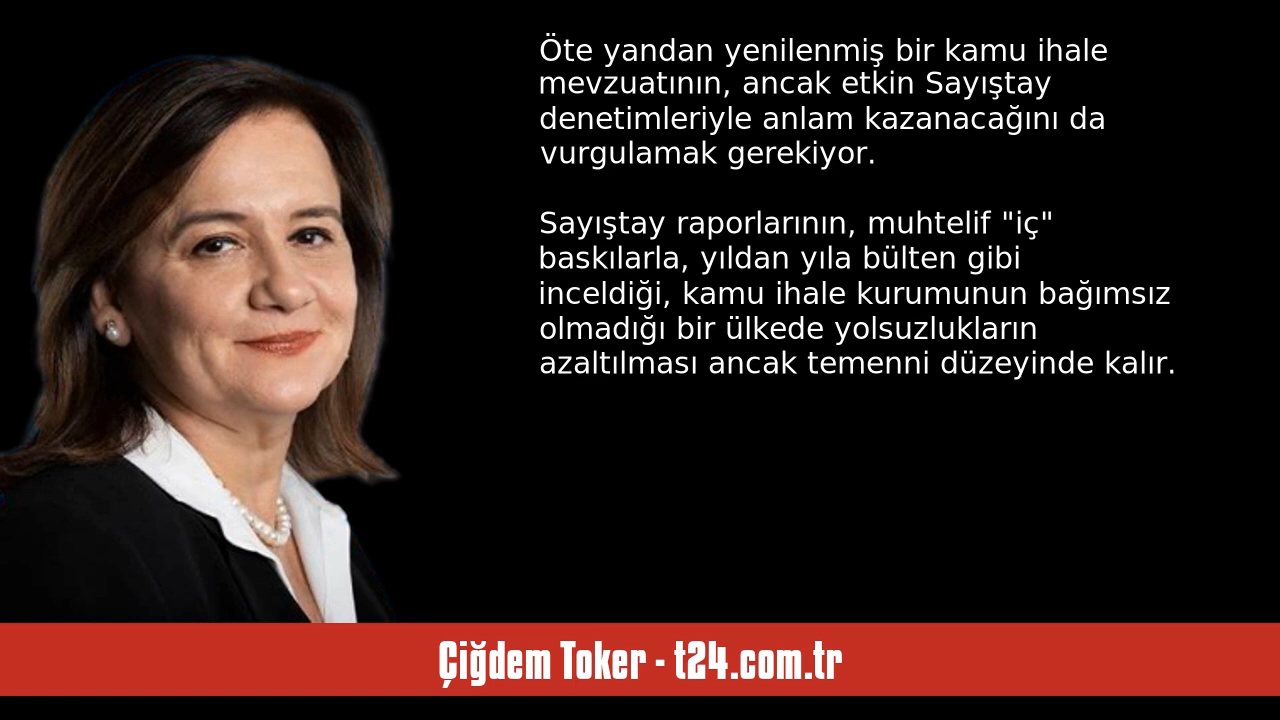 Öte yandan yenilenmiş bir kamu ihale
mevzuatının, ancak etkin Sayıştay
denetimleriyle anlam kazanacağını da
vurgulamak gerekiyor.
Sayıştay raporlarının, muhtelif "iç"
baskılarla, yıldan yıla bülten gibi
inceldiği, kamu ihale kurumunun bağımsız
olmadığı bir ülkede yolsuzlukların
azaltılması ancak temenni düzeyinde kalır.
Çiğdem Toker - t24.com.tr